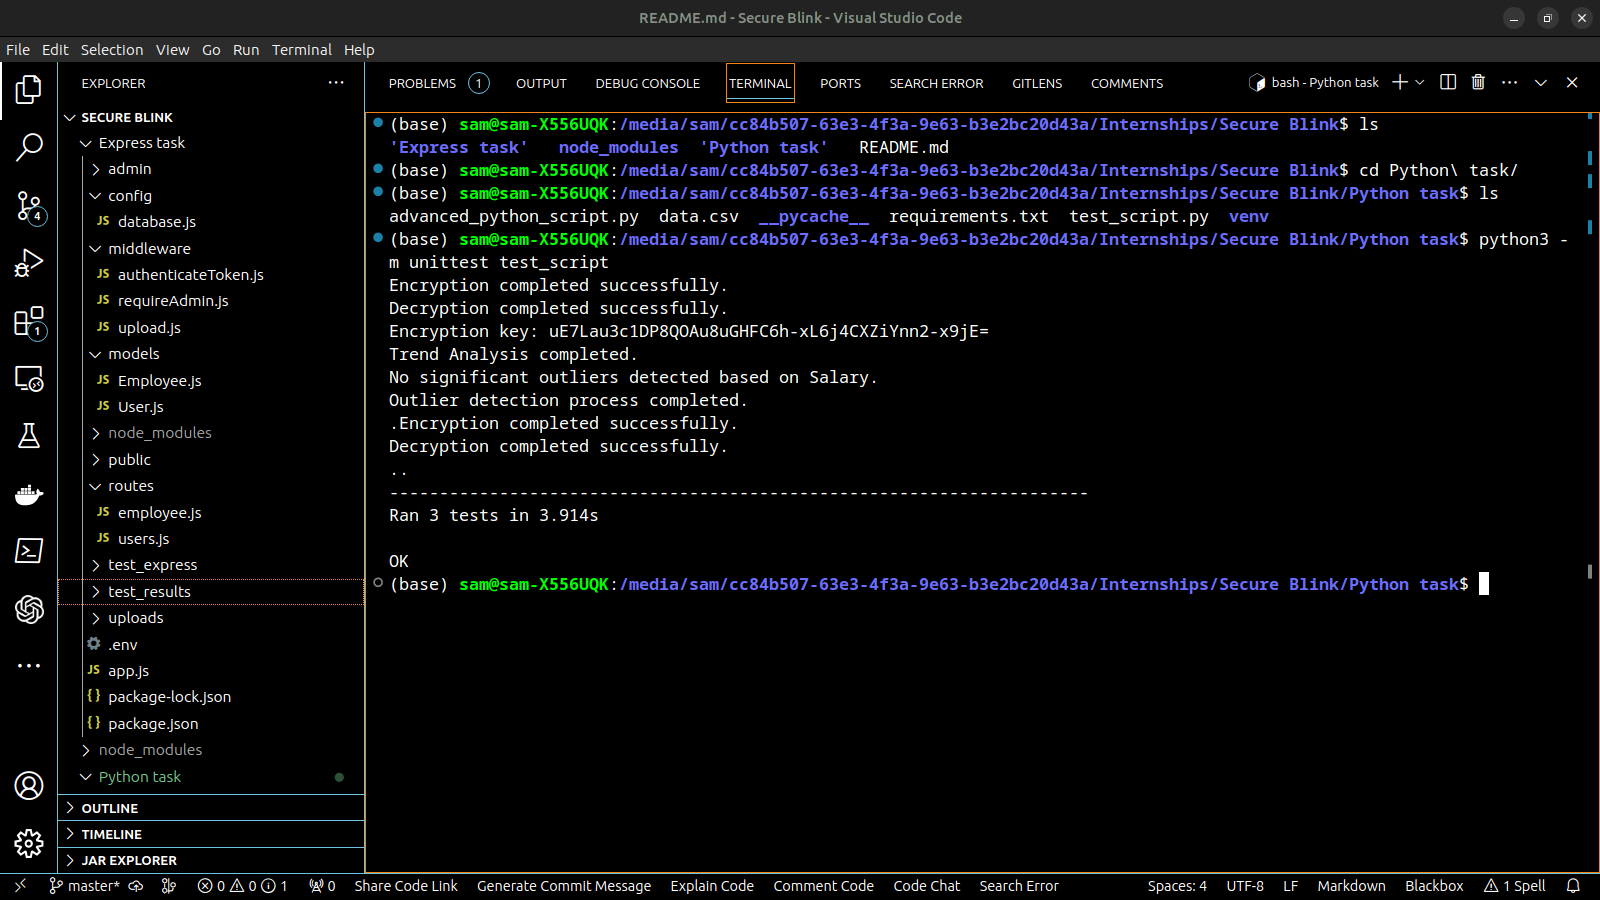 README.md - Secure Blink - Visual Studio Code
File Edit Selection View Go Run Terminal Help
EXPLORER
SECURE BLINK
Express task
admin
config
JS database.js
middleware
JS authenticateToken.js
JS requireAdmin.js
JS upload.js
models
JS Employee.js
JS User.js
node_modules
public
routes
JS employee.js
JS users.js
test_express
test_results
uploads
.env
JS app.js
{} package-lock.json
{} package.json
node_modules
Python task
OUTLINE
TIMELINE
JAR EXPLORER
4
1
PROBLEMS 1 OUTPUT DEBUG CONSOLE TERMINAL PORTS SEARCH ERROR GITLENS COMMENTS bash - Python task
(base) sam@sam-X556UQK:/media/sam/cc84b507-63e3-4f3a-9e63-b3e2bc20d43a/Internships/Secure Blink$ ls
'Express task' node_modules 'Python task' README.md
(base) sam@sam-X556UQK:/media/sam/cc84b507-63e3-4f3a-9e63-b3e2bc20d43a/Internships/Secure Blink$ cd Python\ task/
(base) sam@sam-X556UQK:/media/sam/cc84b507-63e3-4f3a-9e63-b3e2bc20d43a/Internships/Secure Blink/Python task$ ls
advanced_python_script.py data.csv __pycache__ requirements.txt test_script.py venv
(base) sam@sam-X556UQK:/media/sam/cc84b507-63e3-4f3a-9e63-b3e2bc20d43a/Internships/Secure Blink/Python task$ python3 -
m unittest test_script
Encryption completed successfully.
Decryption completed successfully.
Encryption key: uE7Lau3c1DP8QOAu8uGHFC6h-xL6j4CXZiYnn2-x9jE=
Trend Analysis completed.
No significant outliers detected based on Salary.
Outlier detection process completed.
.Encryption completed successfully.
Decryption completed successfully.
..
----------------------------------------------------------------------
Ran 3 tests in 3.914s
OK
(base) sam@sam-X556UQK:/media/sam/cc84b507-63e3-4f3a-9e63-b3e2bc20d43a/Internships/Secure Blink/Python task$
master* 0 0 1 0 Share Code Link Generate Commit Message Explain Code Comment Code Code Chat Search Error Spaces: 4 UTF-8 LF Markdown Blackbox 1 Spell